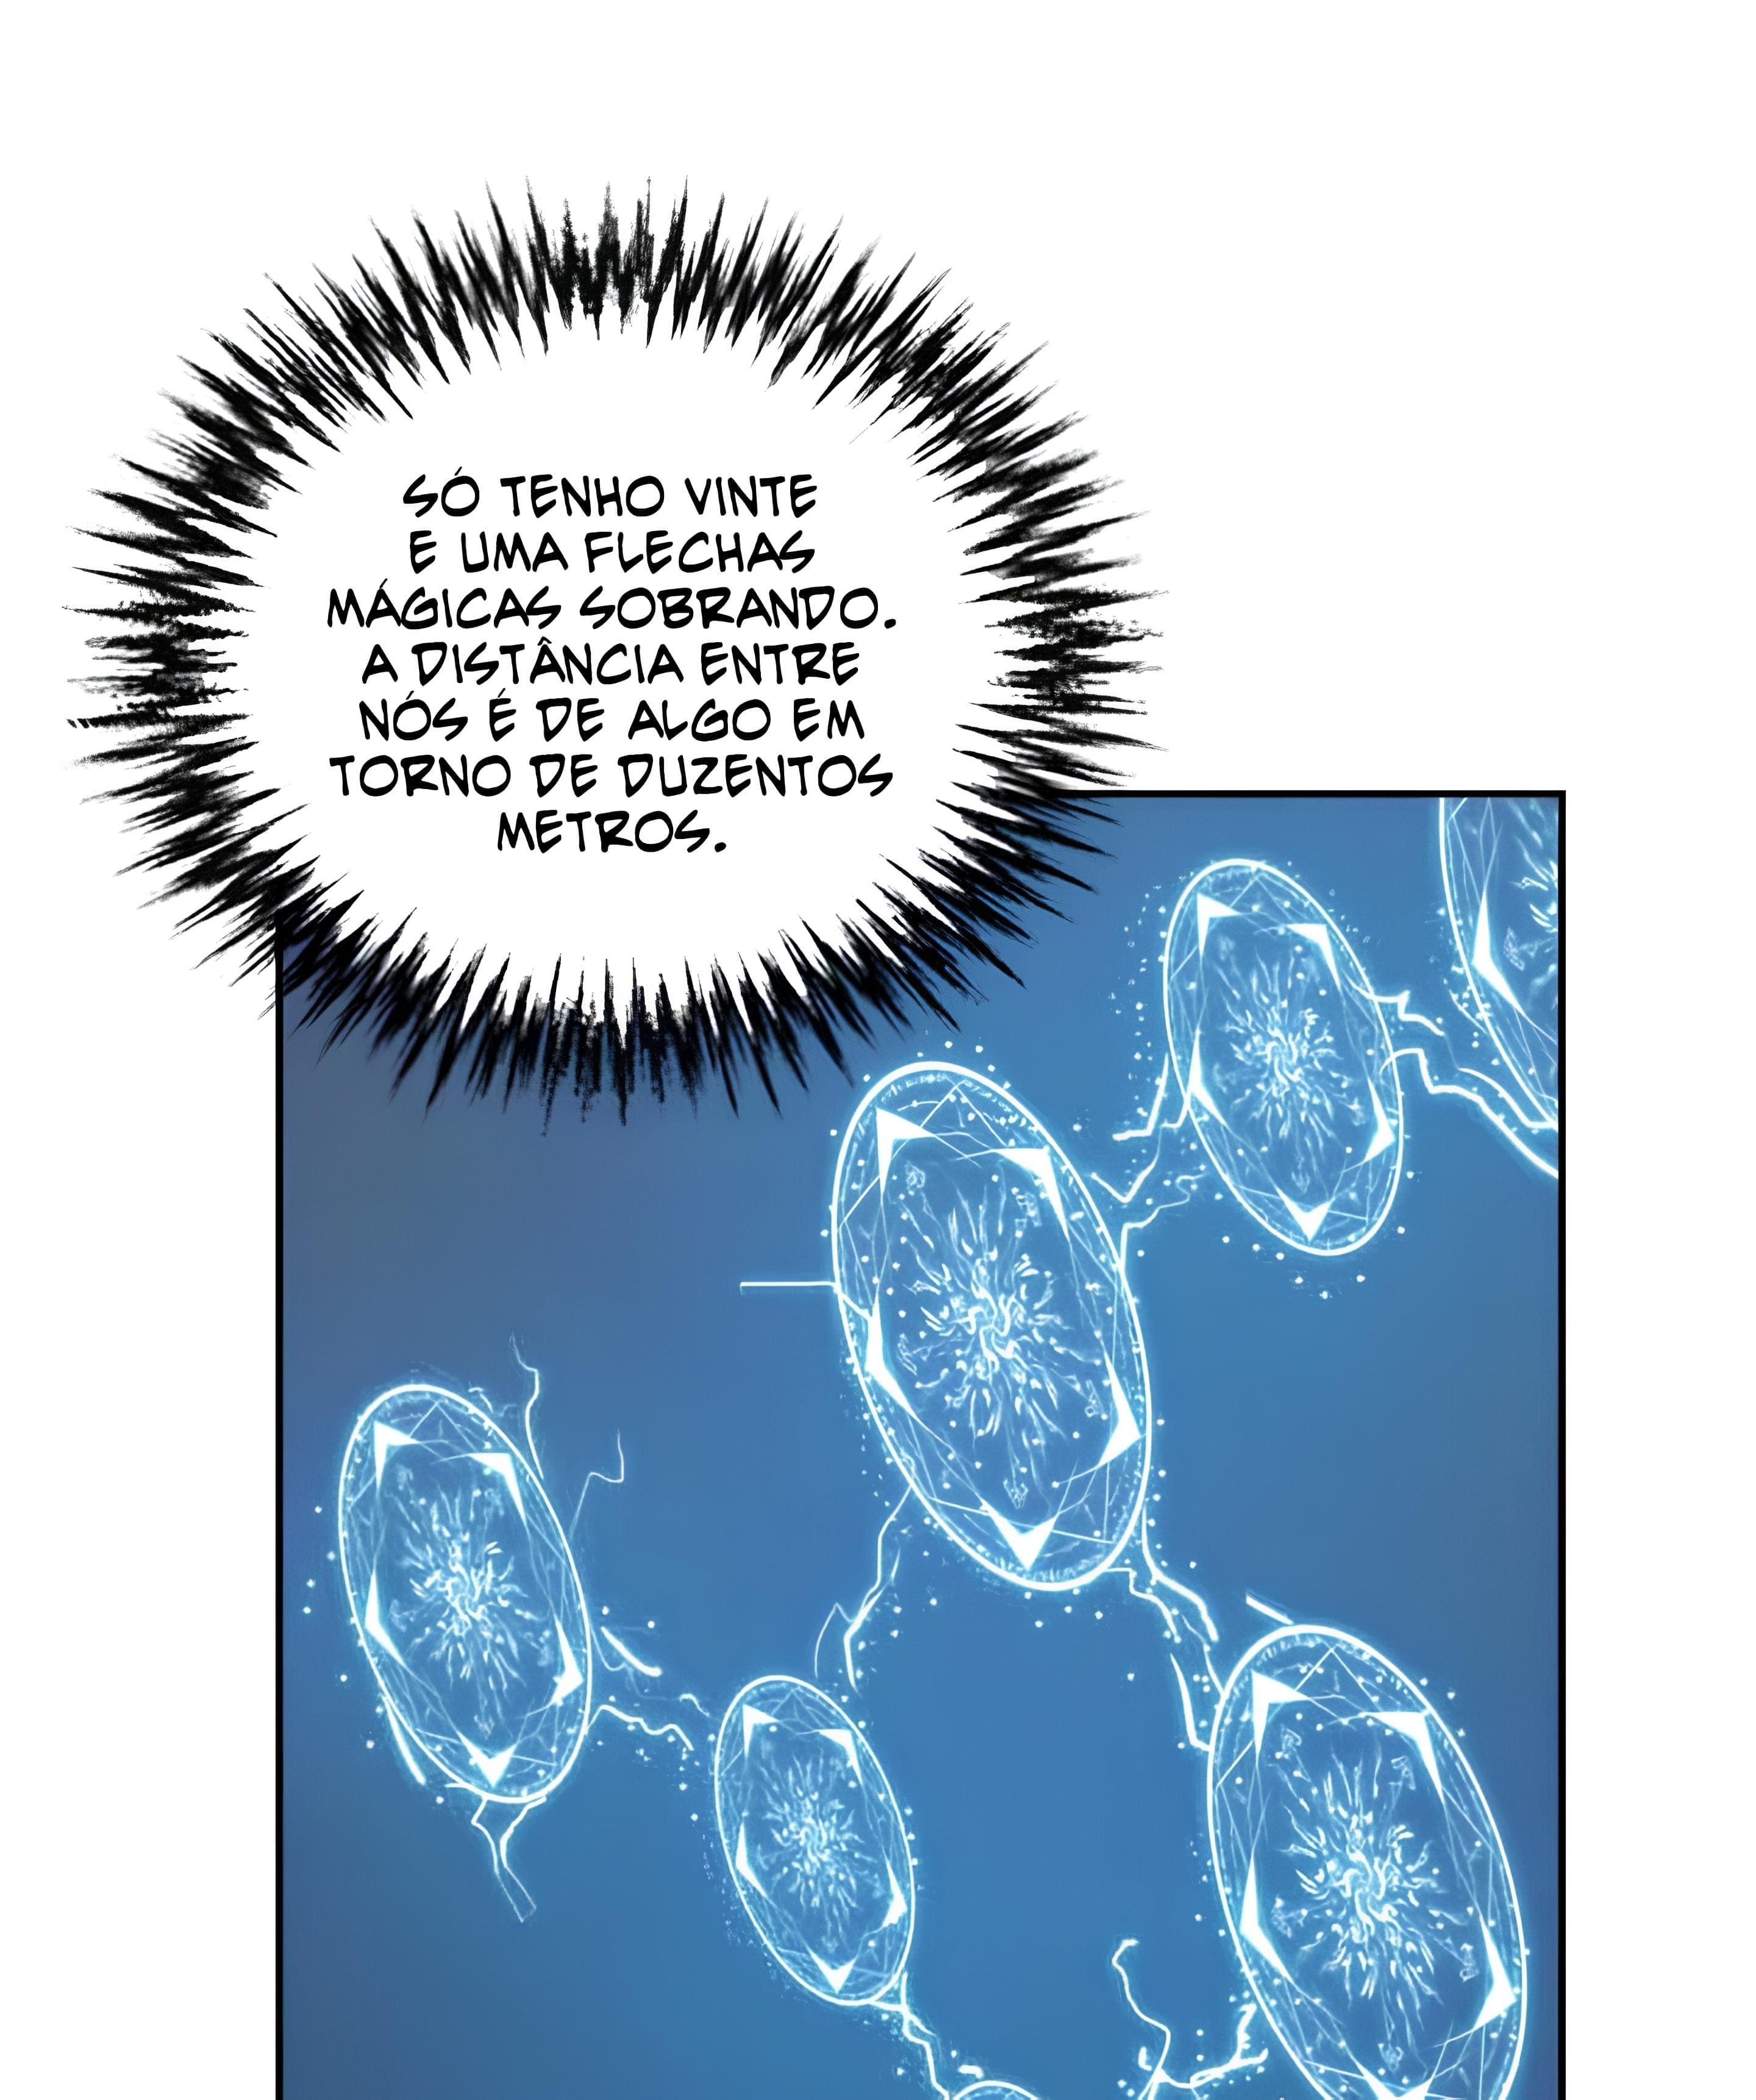 SÓ TENHO VINTE
E UMA FLECHAS
MÁGICAS SOBRANDO.
A DISTÂNCIA ENTRE
NÓS É DE ALGO EM
TORNO DE DUZENTOS
METROS.